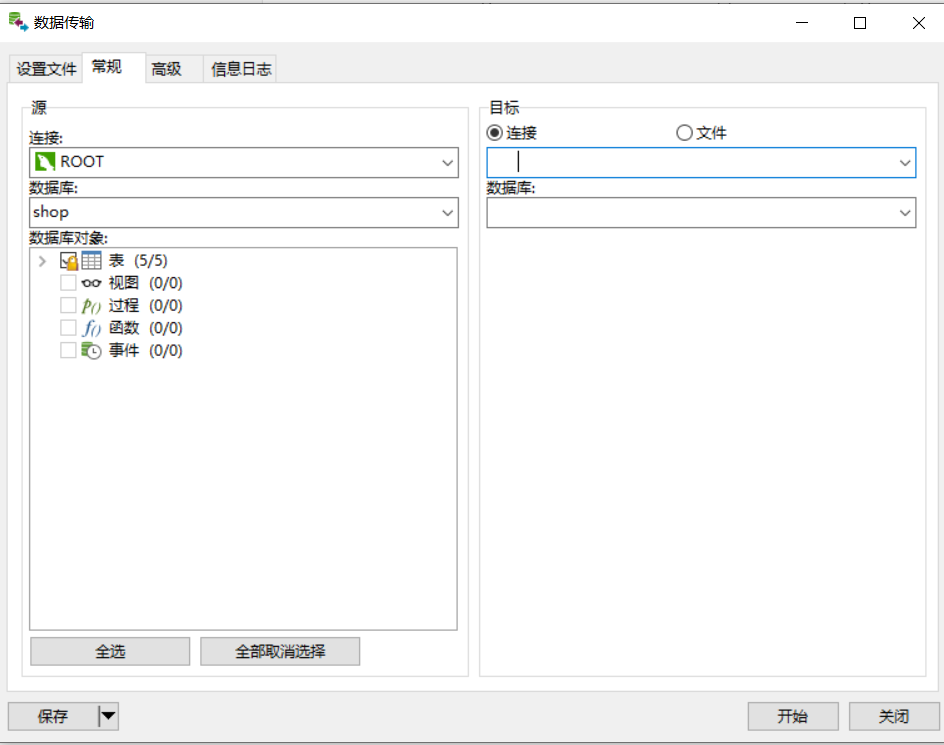 数据传输
设置文件 常规 高级 信息日志
源
连接:
ROOT
数据库:
shop
数据库对象:
表 (5/5)
视图 (0/0)
过程 (0/0)
函数 (0/0)
事件 (0/0)
全选 全部取消选择
目标
连接 文件
数据库:
保存 开始 关闭